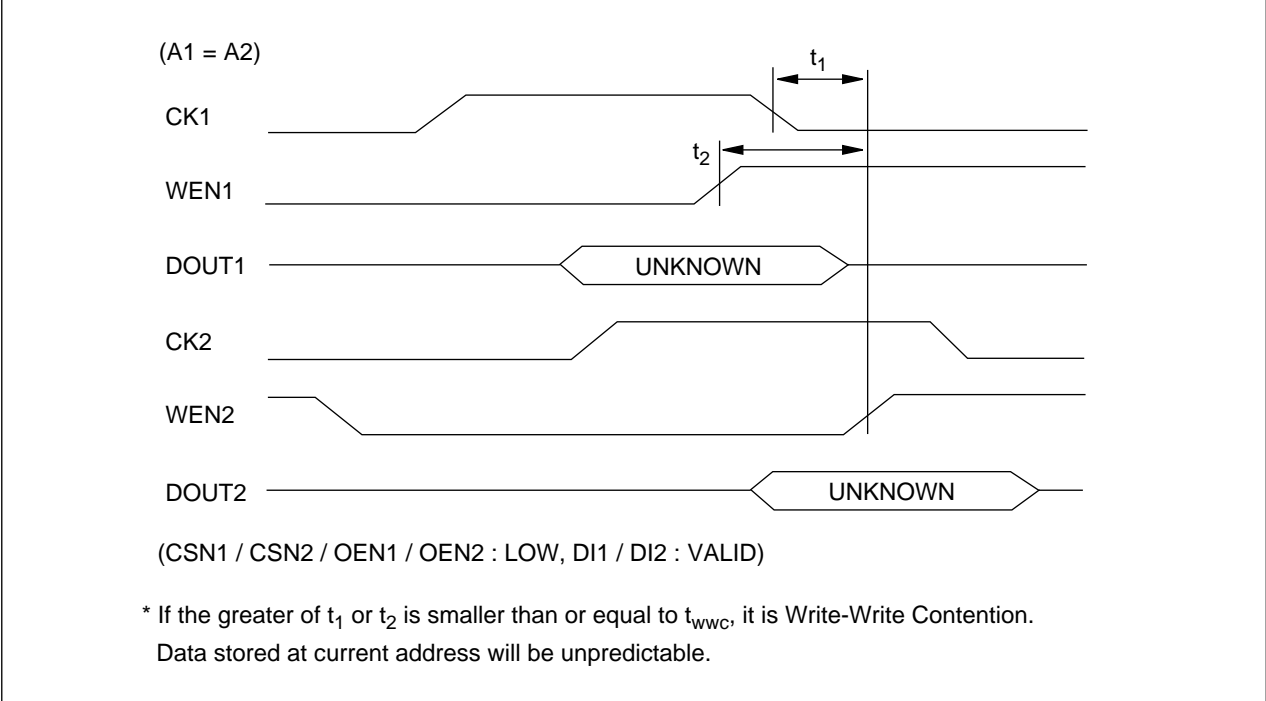 (A1 = A2)
t1
CK1
t2
WEN1
DOUT1 UNKNOWN
CK2
WEN2
DOUT2 UNKNOWN
(CSN1 / CSN2 / OEN1 / OEN2 : LOW, DI1 / DI2 : VALID)
* If the greater of t1 or t2 is smaller than or equal to twwc, it is Write-Write Contention.
Data stored at current address will be unpredictable.